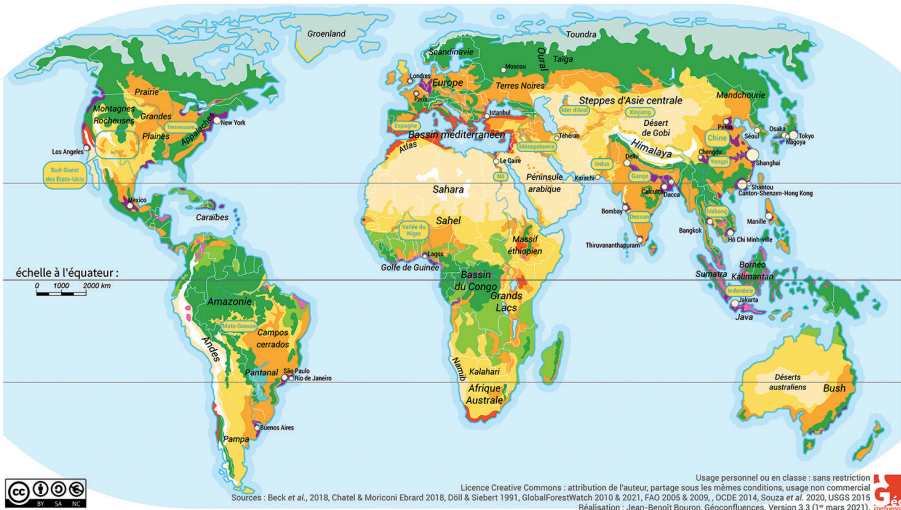 Groenland
Toundra
Scandinavie
Oural
Taïga
Moscou
Londres
Prairie
Europe
Terres Noires
Mandchourie
Paris
Montagnes
Rocheuses
Grandes
Plaines
Steppes d'Asie centrale
Mer d'Aral
Xinjiang
Istanbul
Appalaches
New York
Tennessee
Espagne
Désert
de Gobi
Pékin
Séoul
Osaka
Tokyo
Nagoya
Bassin méditerranéen
Téhéran
Chine
Los Angeles
Atlas
Mésopotamie
Himalaya
Chengdu
Yangzi
Shanghai
Sud-Ouest
des États-Unis
Le Caire
Nil
Indus
Delhi
Gange
Karachi
Péninsule
arabique
Sahara
Calcutta
Dacca
Shantou
Canton-Shenzen-Hong Kong
Mexico
Caraïbes
Sahel
Bombay
Deccan
Mekong
Manille
Vallée du
Niger
Massif
éthiopien
Bangkok
Hô Chi Minh-ville
Thiruvananthapuram
Lagos
Golfe de Guinée
échelle à l'équateur :
0 1000 2000 km
Bassin
du Congo
Sumatra
Bornéo
Kalimantan
Indonésie
Jakarta
Java
Amazonie
Grands
Lacs
Mato Grosso
Campos
cerrados
Andes
Pantanal
São Paulo
Rio de Janeiro
Namib
Kalahari
Afrique
Australe
Déserts
australiens
Bush
Buenos Aires
Pampa
cc
BY SA NC
Usage personnel ou en classe : sans restriction
Licence Creative Commons : attribution de l'auteur, partage sous les mêmes conditions, usage non commercial
Sources : Beck et al., 2018, Chatel & Moriconi Ebrard 2018, Döll & Siebert 1991, GlobalForestWatch 2010 & 2021, FAO 2005 & 2009, , OCDE 2014, Souza et al. 2020, USGS 2015
Réalisation : Jean-Benoît Bouron, Géoconfluences, Version 3.3 (1er mars 2021).